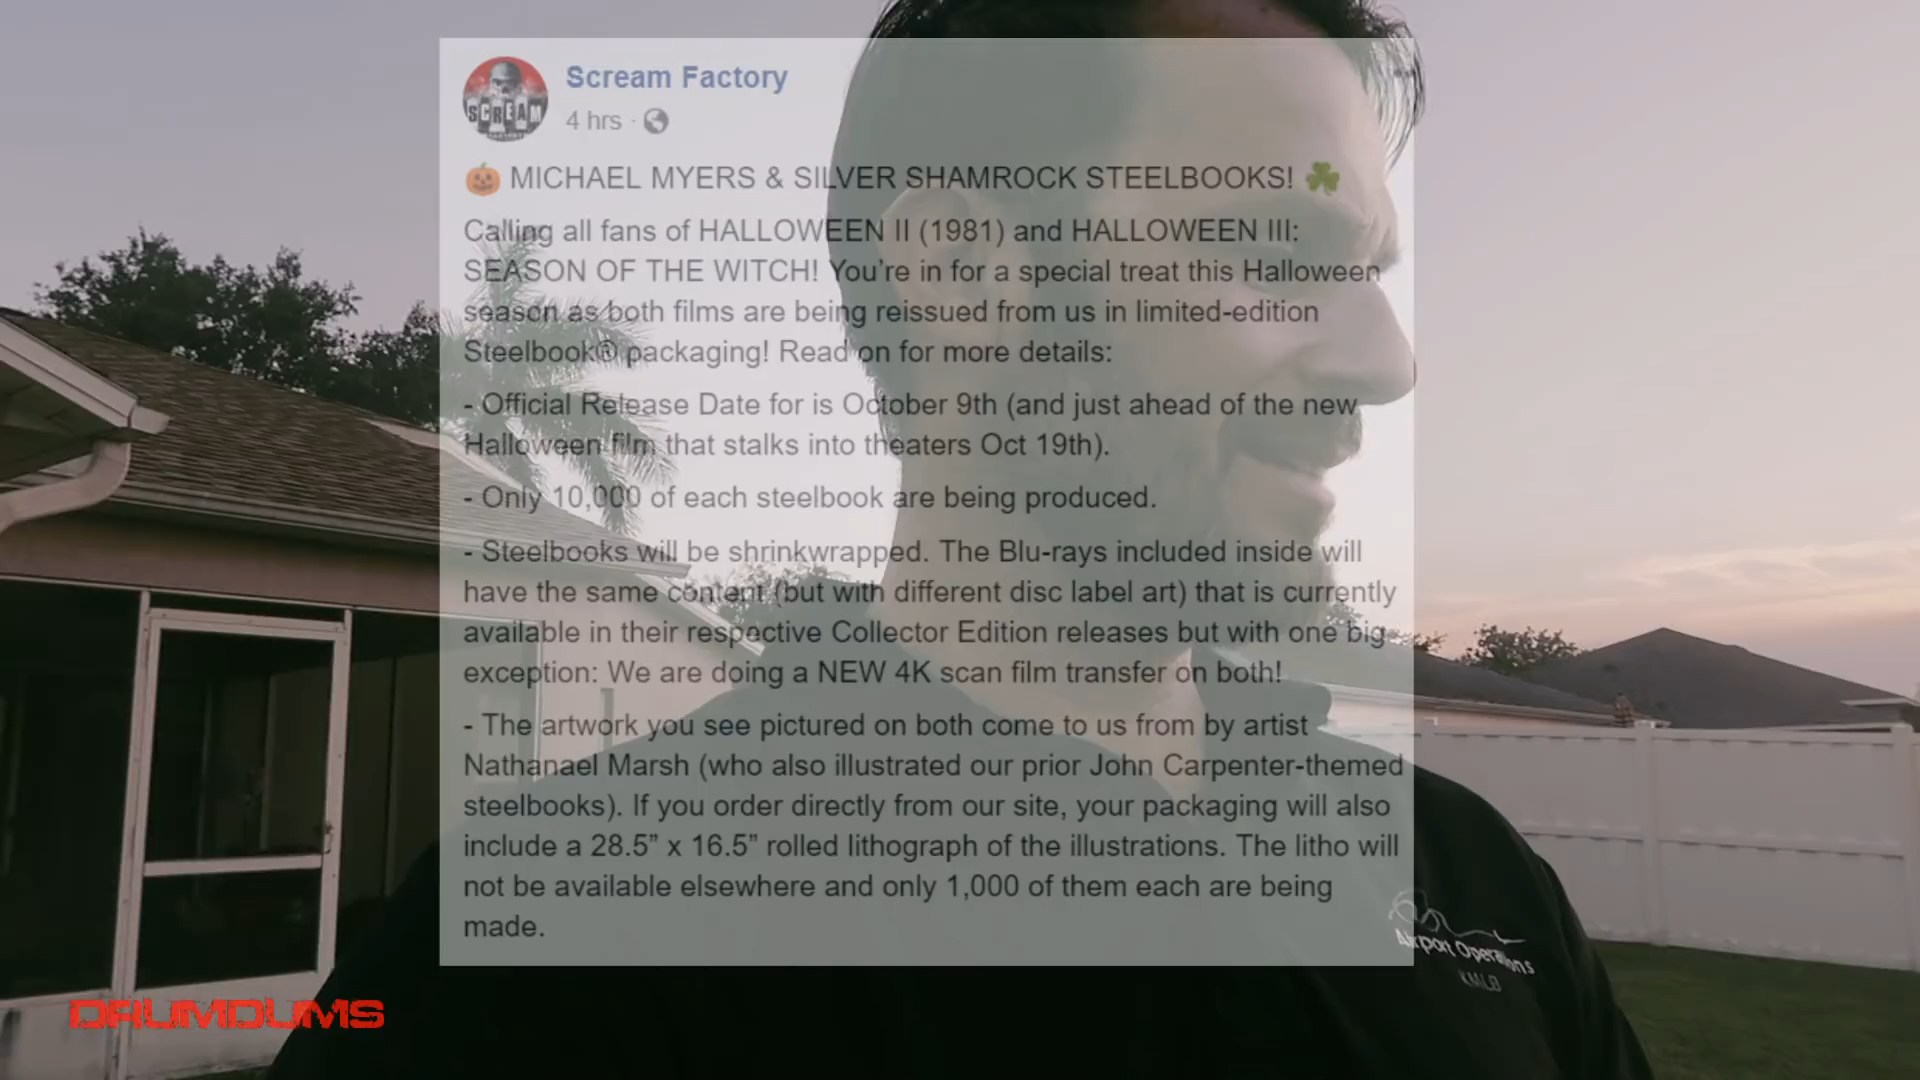 SCREAM
FACTORY
Scream Factory
4 hrs ·
🎃 MICHAEL MYERS & SILVER SHAMROCK STEELBOOKS! ☘
Calling all fans of HALLOWEEN II (1981) and HALLOWEEN III:
SEASON OF THE WITCH! You’re in for a special treat this Halloween
season as both films are being reissued from us in limited-edition
Steelbook® packaging! Read on for more details:
- Official Release Date for is October 9th (and just ahead of the new
Halloween film that stalks into theaters Oct 19th).
- Only 10,000 of each steelbook are being produced.
- Steelbooks will be shrinkwrapped. The Blu-rays included inside will
have the same content (but with different disc label art) that is currently
available in their respective Collector Edition releases but with one big
exception: We are doing a NEW 4K scan film transfer on both!
- The artwork you see pictured on both come to us from by artist
Nathanael Marsh (who also illustrated our prior John Carpenter-themed
steelbooks). If you order directly from our site, your packaging will also
include a 28.5” x 16.5” rolled lithograph of the illustrations. The litho will
not be available elsewhere and only 1,000 of them each are being
made.
Airport Operations
KMLB
DRUMDUMS